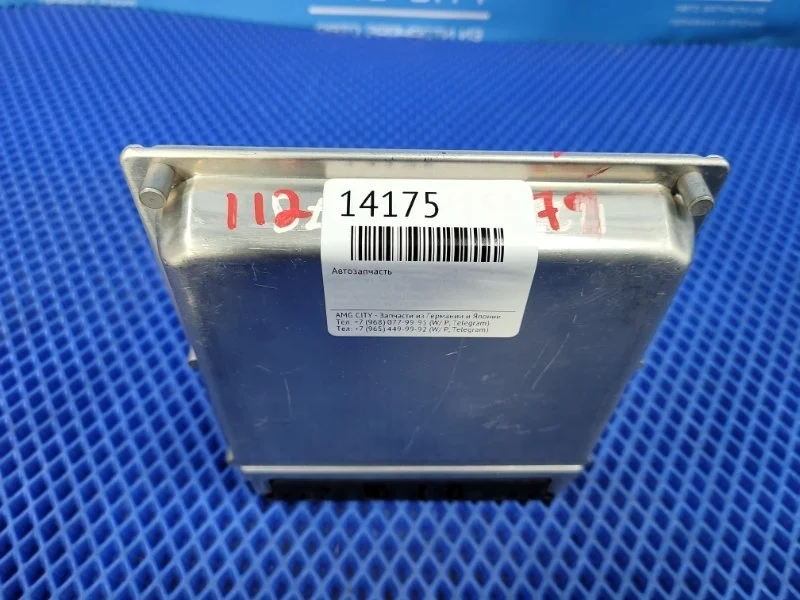 112
14175
79
Автозапчасть
AMG CITY - Запчасти из Германии и Японии
Тел: +7 (968) 077-99-95 (W/ P, Telegram)
Тел: +7 (965) 449-99-92 (W/ P, Telegram)